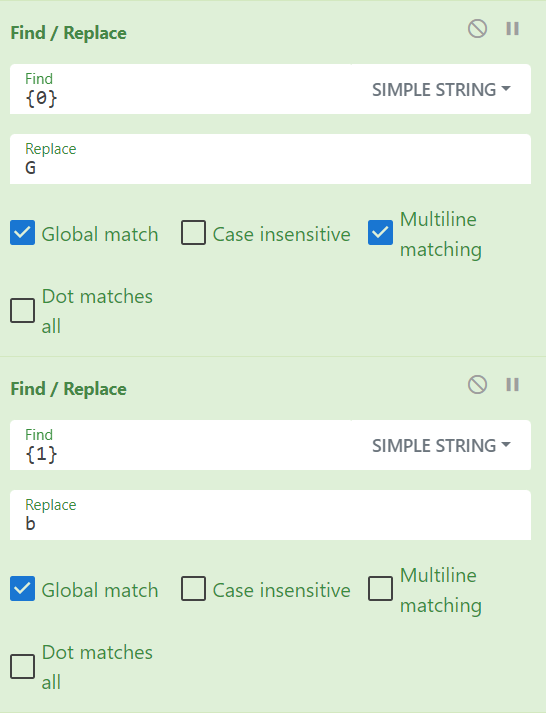 Find / Replace
Find
{0}
SIMPLE STRING
Replace
G
Global match
Case insensitive
Multiline
matching
Dot matches
all
Find / Replace
Find
{1}
SIMPLE STRING
Replace
b
Global match
Case insensitive
Multiline
matching
Dot matches
all